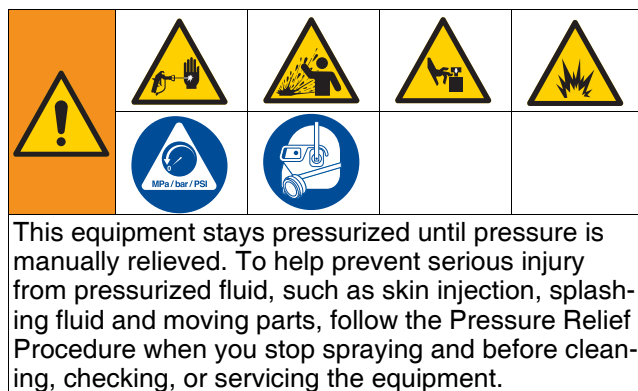 MPa/bar/PSI
This equipment stays pressurized until pressure is
manually relieved. To help prevent serious injury
from pressurized fluid, such as skin injection, splash-
ing fluid and moving parts, follow the Pressure Relief
Procedure when you stop spraying and before clean-
ing, checking, or servicing the equipment.